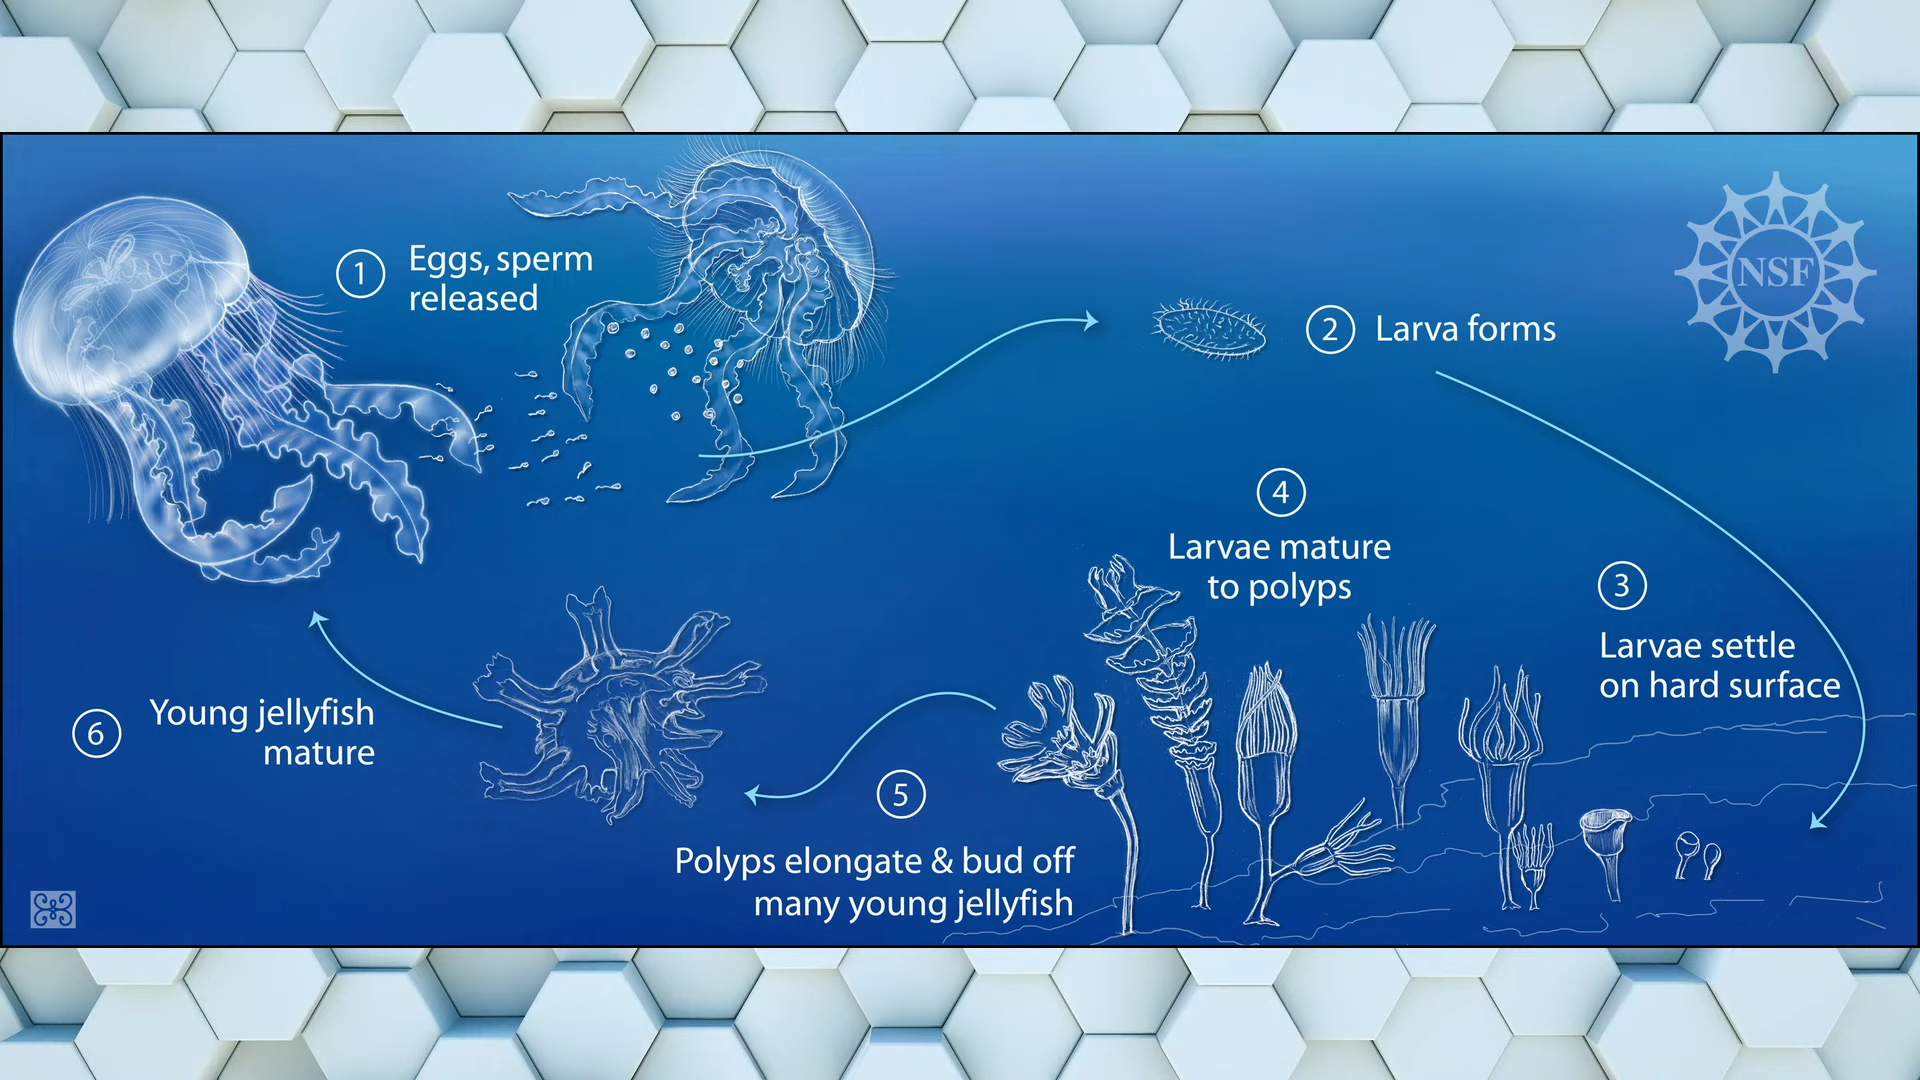 1
Eggs, sperm
released
2
Larva forms
NSF
3
Larvae settle
on hard surface
4
Larvae mature
to polyps
5
Polyps elongate & bud off
many young jellyfish
6
Young jellyfish
mature